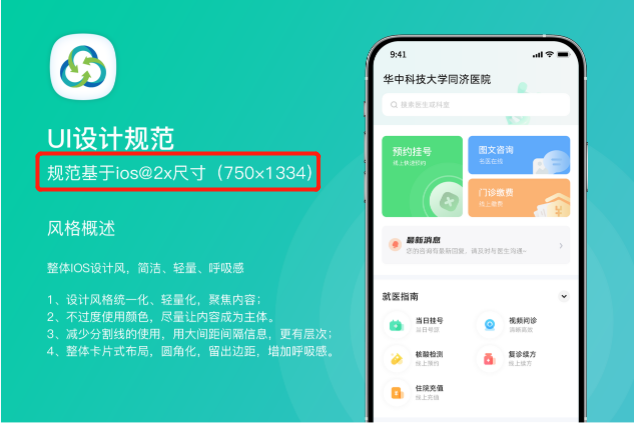 UI设计规范
规范基于ios@2x尺寸（750×1334）
风格概述
整体IOS设计风，简洁、轻量、呼吸感
1、设计风格统一化、轻量化，聚焦内容；
2、不过度使用颜色，尽量让内容成为主体。
3、减少分割线的使用，用大间距间隔信息，更有层次；
4、整体卡片式布局，圆角化，留出边距，增加呼吸感。
9:41
华中科技大学同济医院
搜索医生或科室
预约挂号
线上快速预约
图文咨询
名医在线
门诊缴费
线上缴费
最新消息
您的咨询有最新回复，请及时与医生沟通~
就医指南
当日挂号
当日号源
视频问诊
核酸检测
线上预约
复诊续方
线上续方
住院充值
线上充值